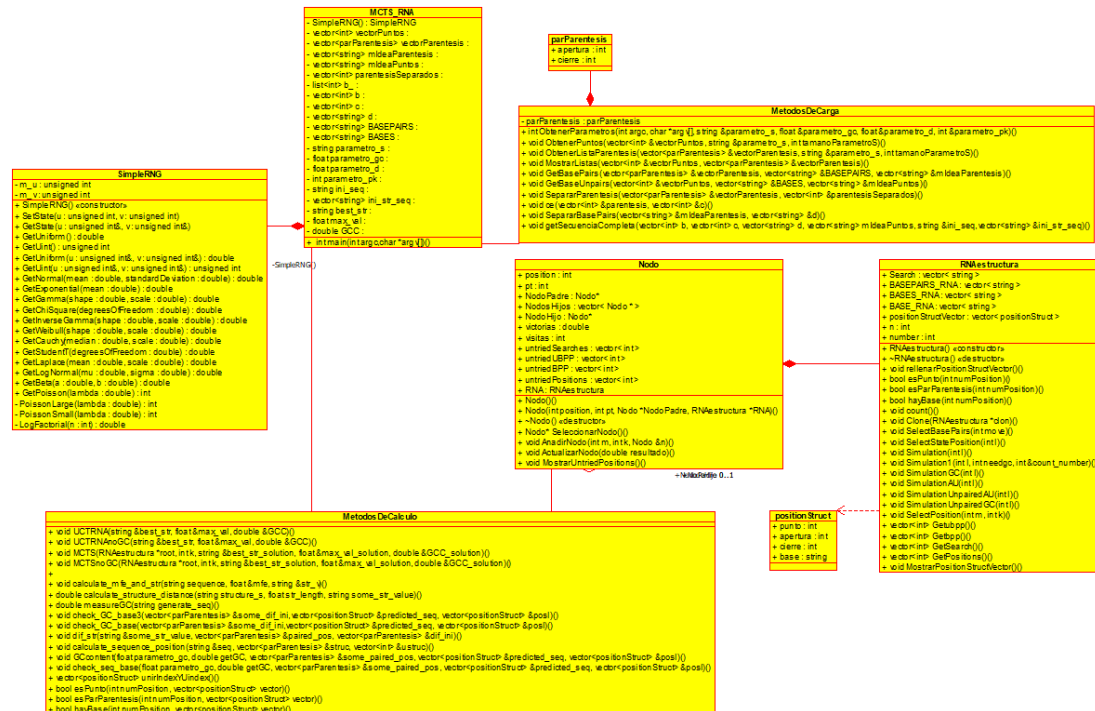 MCTS_RNA
- SimpleRNG() : SimpleRNG
- vector<int> vectorPuntos :
- vector<parParentesis> vectorParentesis :
- vector<string> mIdeaParentesis :
- vector<string> mIdeaPuntos :
- vector<int> parentesisSeparados :
- list<int> b_ :
- vector<int> b :
- vector<int> c :
- vector<string> d :
- vector<string> BASEPAIRS :
- vector<string> BASES :
- string parametro_s :
- float parametro_gc :
- float parametro_d :
- int parametro_pk :
- string ini_seq :
- vector<string> ini_str_seq :
- string best_str :
- float max_val :
- double GCC :
+ int main(int argc,char *argv[])()
parParentesis
+ apertura : int
+ cierre : int
MetodosDeCarga
- parParentesis : parParentesis
+ int ObtenerParametros(int argc, char *argv[], string &parametro_s, float &parametro_gc, float &parametro_d, int &parametro_pk)()
+ void ObtenerPuntos(vector<int> &vectorPuntos, string &parametro_s, int tamanoParametroS)()
+ void ObtenerListaParentesis(vector<parParentesis> &vectorParentesis, string &parametro_s, int tamanoParametroS)()
+ void MostrarListas(vector<int> &vectorPuntos, vector<parParentesis> &vectorParentesis)()
+ void GetBasePairs(vector<parParentesis> &vectorParentesis, vector<string> &BASEPAIRS, vector<string> &mIdeaParentesis)()
+ void GetBaseUnpairs(vector<int> &vectorPuntos, vector<string> &BASES, vector<string> &mIdeaPuntos)()
+ void SepararParentesis(vector<parParentesis> &vectorParentesis, vector<int> &parentesisSeparados)()
+ void ce(vector<int> &parentesis, vector<int> &c)()
+ void SepararBasePairs(vector<string> &mIdeaParentesis, vector<string> &d)()
+ void getSecuenciaCompleta(vector<int> b, vector<int> c, vector<string> d, vector<string> mIdeaPuntos, string &ini_seq,vector<string> &ini_str_seq)()
SimpleRNG
- m_u : unsigned int
- m_v : unsigned int
+ SimpleRNG() «constructor»
+ SetState(u : unsigned int, v : unsigned int)
+ GetState(u : unsigned int&, v : unsigned int&)
+ GetUniform() : double
+ GetUint() : unsigned int
+ GetUniform(u : unsigned int&, v : unsigned int&) : double
+ GetUint(u : unsigned int&, v : unsigned int&) : unsigned int
+ GetNormal(mean : double, standardDeviation : double) : double
+ GetExponential(mean : double) : double
+ GetGamma(shape : double, scale : double) : double
+ GetChiSquare(degreesOfFreedom : double) : double
+ GetInverseGamma(shape : double, scale : double) : double
+ GetWeibull(shape : double, scale : double) : double
+ GetCauchy(median : double, scale : double) : double
+ GetStudentT(degreesOfFreedom : double) : double
+ GetLaplace(mean : double, scale : double) : double
+ GetLogNormal(mu : double, sigma : double) : double
+ GetBeta(a : double, b : double) : double
+ GetPoisson(lambda : double) : int
- PoissonLarge(lambda : double) : int
- PoissonSmall(lambda : double) : int
- LogFactorial(n : int) : double
-SimpleRNG()
Nodo
+ position : int
+ pt : int
+ NodoPadre : Nodo*
+ NodosHijos : vector< Nodo * >
+ NodoHijo : Nodo*
+ victorias : double
+ visitas : int
+ untriedSearches : vector< int>
+ untriedUBPP : vector< int>
+ untriedBPP : vector< int>
+ untriedPositions : vector< int>
+ RNA : RNAestructura
+ Nodo()()
+ Nodo(int position, int pt, Nodo *NodoPadre, RNAestructura *RNA)()
+ ~Nodo() «destructor»
+ Nodo* SeleccionarNodo()()
+ void AnadirNodo(int m, int k, Nodo &n)()
+ void ActualizarNodo(double resultado)()
+ void MostrarUntriedPositions()()
0...1
RNAestructura
+ Search : vector< string >
+ BASEPAIRS_RNA : vector< string >
+ BASES_RNA : vector< string >
+ BASE_RNA : vector< string >
+ positionStructVector : vector< positionStruct >
+ n : int
+ number : int
+ RNAestructura() «constructor»
+ ~RNAestructura() «destructor»
+ void rellenarPositionStructVector()()
+ bool esPunto(int numPosition)()
+ bool esParParentesis(int numPosition)()
+ bool hayBase(int numPosition)()
+ void count()()
+ void Clone(RNAestructura *clon)()
+ void SelectBasePairs(int move)()
+ void SelectStatePosition(int l)()
+ void Simulation(int l)()
+ void Simulation1(int l, int needgc, int &count_number)()
+ void SimulationGC(int l)()
+ void SimulationAU(int l)()
+ void SimulationUnpairedAU(int l)()
+ void SimulationUnpairedGC(int l)()
+ void SelectPosition(int m, int k)()
+ vector<int> Getubpp()()
+ vector<int> Getbpp()()
+ vector<int> GetSearch()()
+ vector<int> GetPositions()()
+ void MostrarPositionStructVector()()
positionStruct
+ punto : int
+ apertura : int
+ cierre : int
+ base : string
MetodosDeCalculo
+ void UCTRNA(string &best_str, float &max_val, double &GCC)()
+ void UCTRNAnoGC(string &best_str, float &max_val, double &GCC)()
+ void MCTS(RNAestructura *root, int k, string &best_str_solution, float &max_val_solution, double &GCC_solution)()
+ void MCTSnoGC(RNAestructura *root, int k, string &best_str_solution, float &max_val_solution, double &GCC_solution)()
+
+ void calculate_mfe_and_str(string sequence, float &mfe, string &str_v)()
+ double calculate_structure_distance(string structure_s, float str_length, string some_str_value)()
+ double measureGC(string generate_seq)()
+ void check_GC_base3(vector<parParentesis> &some_dif_ini,vector<positionStruct> &predicted_seq, vector<positionStruct> &posl)()
+ void check_GC_base(vector<parParentesis> &some_dif_ini,vector<positionStruct> &predicted_seq, vector<positionStruct> &posl)()
+ void dif_str(string &some_str_value, vector<parParentesis> &paired_pos, vector<parParentesis> &dif_ini)()
+ void calculate_sequence_position(string &seq, vector<parParentesis> &struc, vector<int> &ustruc)()
+ void GCcontent(float parametro_gc, double getGC, vector<parParentesis> &some_paired_pos, vector<positionStruct> &predicted_seq, vector<positionStruct> &posl)()
+ void check_seq_base(float parametro_gc, double getGC, vector<parParentesis> &some_paired_pos, vector<positionStruct> &predicted_seq, vector<positionStruct> &posl)()
+ vector<positionStruct> unirIndexYUindex()()
+ bool esPunto(int numPosition, vector<positionStruct> vector)()
+ bool esParParentesis(int numPosition, vector<positionStruct> vector)()
+ bool hayBase(int numPosition, vector<positionStruct> vector)()